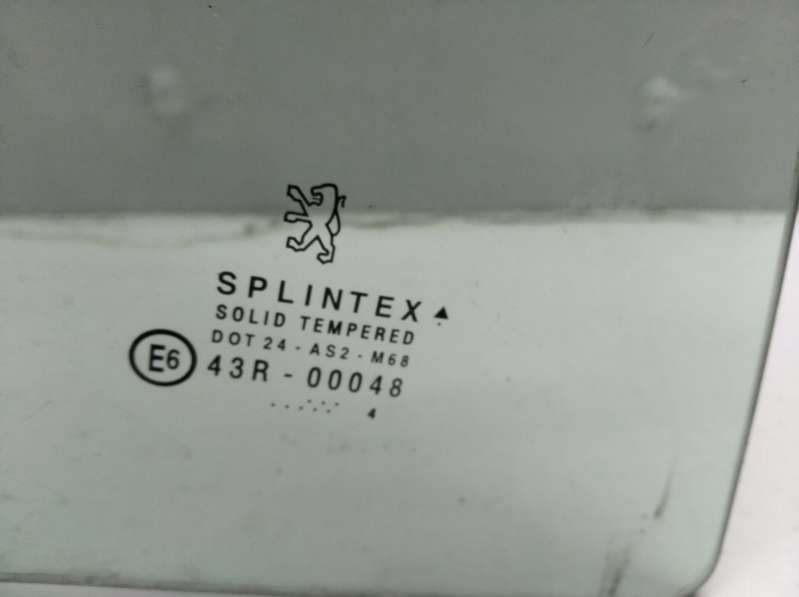 SPLINTEX
SOLID TEMPERED
DOT 24 - AS2 - M68
E6 43R - 00048
4